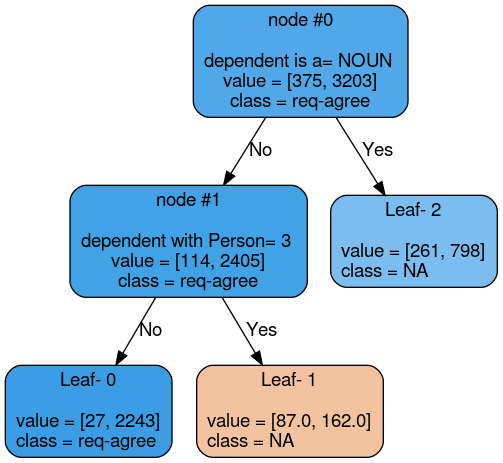 node #0
dependent is a= NOUN
value = [375, 3203]
class = req-agree
No
Yes
node #1
dependent with Person= 3
value = [114, 2405]
class = req-agree
Leaf- 2
value = [261, 798]
class = NA
No
Yes
Leaf- 0
value = [27, 2243]
class = req-agree
Leaf- 1
value = [87.0, 162.0]
class = NA